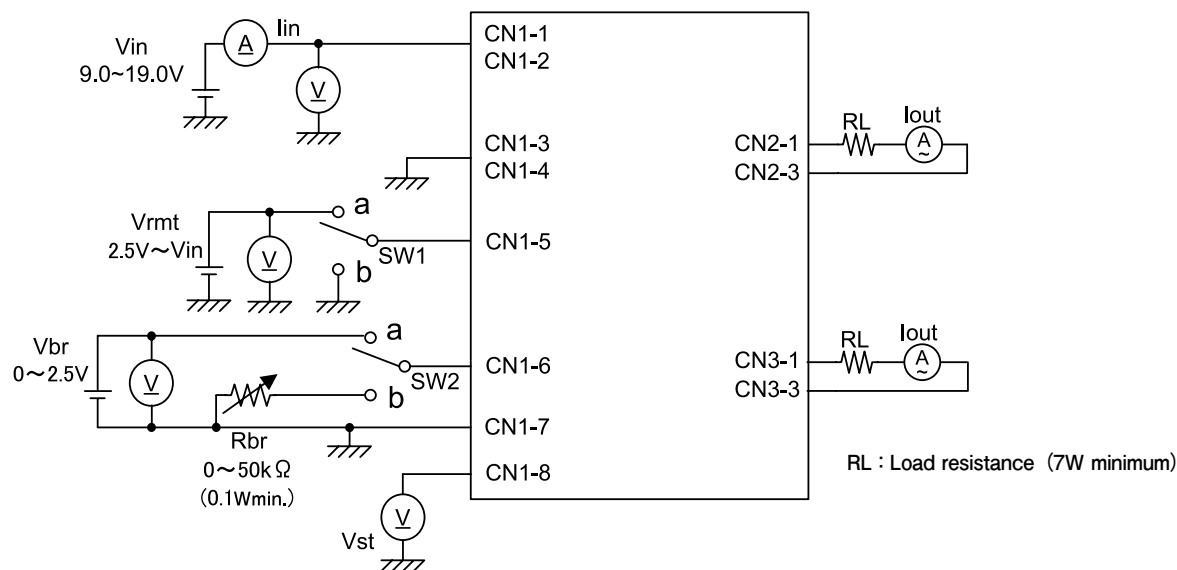 Vin
9.0~19.0V
A
Iin
V
CN1-1
CN1-2
CN1-3
CN1-4
Vrmt
2.5V～Vin
V
a
b
SW1
CN1-5
Vbr
0～2.5V
V
a
b
SW2
CN1-6
Rbr
0～50kΩ
(0.1Wmin.)
CN1-7
CN1-8
V
Vst
CN2-1
CN2-3
RL
Iout
A
~
CN3-1
CN3-3
RL
Iout
A
~
RL：Load resistance (7W minimum)